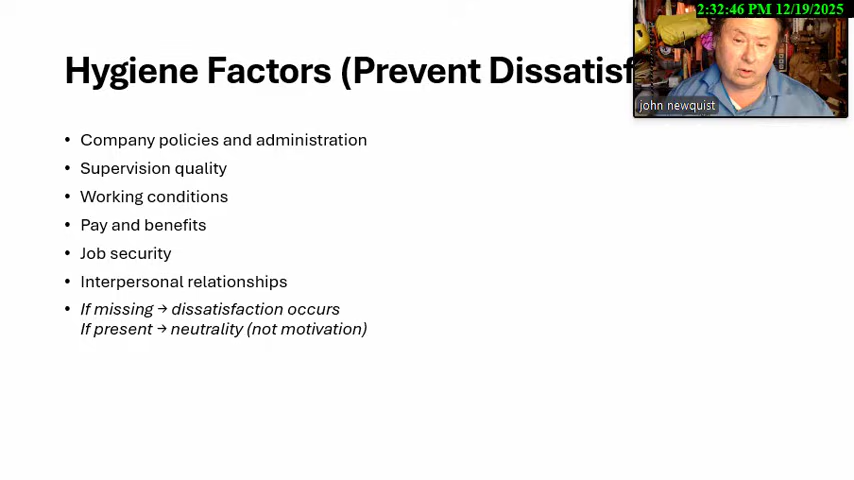 2:32:46 PM 12/19/2025
Hygiene Factors (Prevent
john newquist
• Company policies and administration
• Supervision quality
• Working conditions
• Pay and benefits
• Job security
• Interpersonal relationships
• If missing → dissatisfaction occurs
If present → neutrality (not motivation)